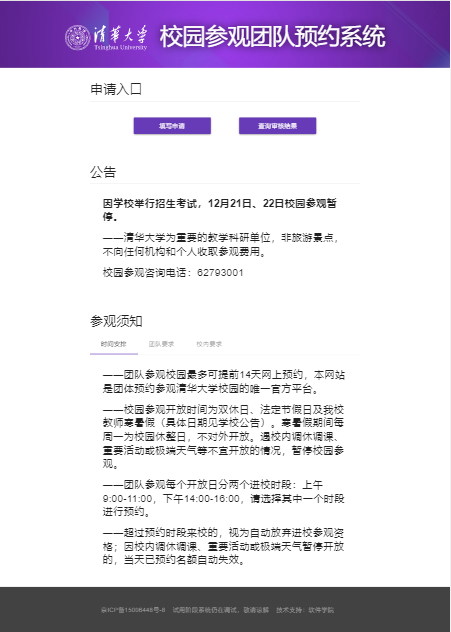 清华大学
Tsinghua University
校园参观团队预约系统
申请入口
填写申请
查询审核结果
公告
因学校举行招生考试，12月21日、22日校园参观暂
停。
——清华大学为重要的教学科研单位，非旅游景点，
不向任何机构和个人收取参观费用。
校园参观咨询电话：62793001
参观须知
时间安排
团队要求
校内要求
——团队参观校园最多可提前14天网上预约，本网站
是团体预约参观清华大学校园的唯一官方平台。
——校园参观开放时间为双休日、法定节假日及我校
教师寒暑假（具体日期见学校公告）。寒暑假期间每
周一为校园休整日，不对外开放。遇校内调休调课、
重要活动或极端天气等不宜开放的情况，暂停校园参
观。
——团队参观每个开放日分两个进校时段：上午
9:00-11:00，下午14:00-16:00，请选择其中一个时段
进行预约。
——超过预约时段来校的，视为自动放弃进校参观资
格；因校内调休调课、重要活动或极端天气暂停开放
的，当天已预约名额自动失效。
京ICP备15006448号-6 试用阶段系统仍在调试，敬请谅解 技术支持：软件学院